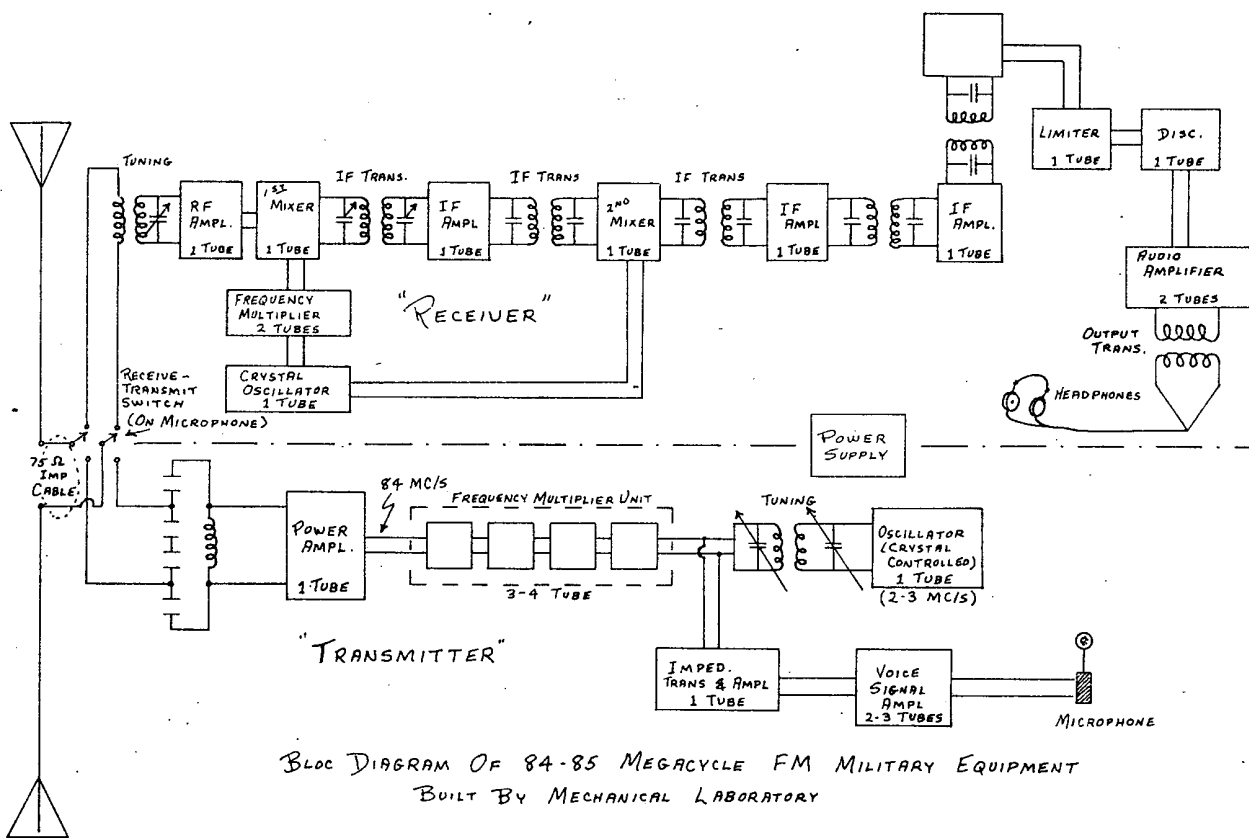 TUNING
RF
AMPL.
1 TUBE
1ST
MIXER
1 TUBE
IF TRANS.
IF
AMPL
1 TUBE
IF TRANS
2ND
MIXER
1 TUBE
IF TRANS
IF
AMPL
1 TUBE
IF
AMPL.
1 TUBE
LIMITER
1 TUBE
DISC.
1 TUBE
AUDIO
AMPLIFIER
2 TUBES
OUTPUT
TRANS.
HEADPHONES
FREQUENCY
MULTIPLIER
2 TUBES
"RECEIVER"
CRYSTAL
OSCILLATOR
1 TUBE
RECEIVE-
TRANSMIT
SWITCH
(ON MICROPHONE)
75 Ω
IMP
CABLE
POWER
SUPPLY
POWER
AMPL.
1 TUBE
84 MC/S
FREQUENCY MULTIPLIER UNIT
3-4 TUBE
TUNING
OSCILLATOR
(CRYSTAL
CONTROLLED)
1 TUBE
(2-3 MC/S)
"TRANSMITTER"
IMPED.
TRANS & AMPL
1 TUBE
VOICE
SIGNAL
AMPL
2-3 TUBES
MICROPHONE
BLOC DIAGRAM OF 84-85 MEGACYCLE FM MILITARY EQUIPMENT
BUILT BY MECHANICAL LABORATORY